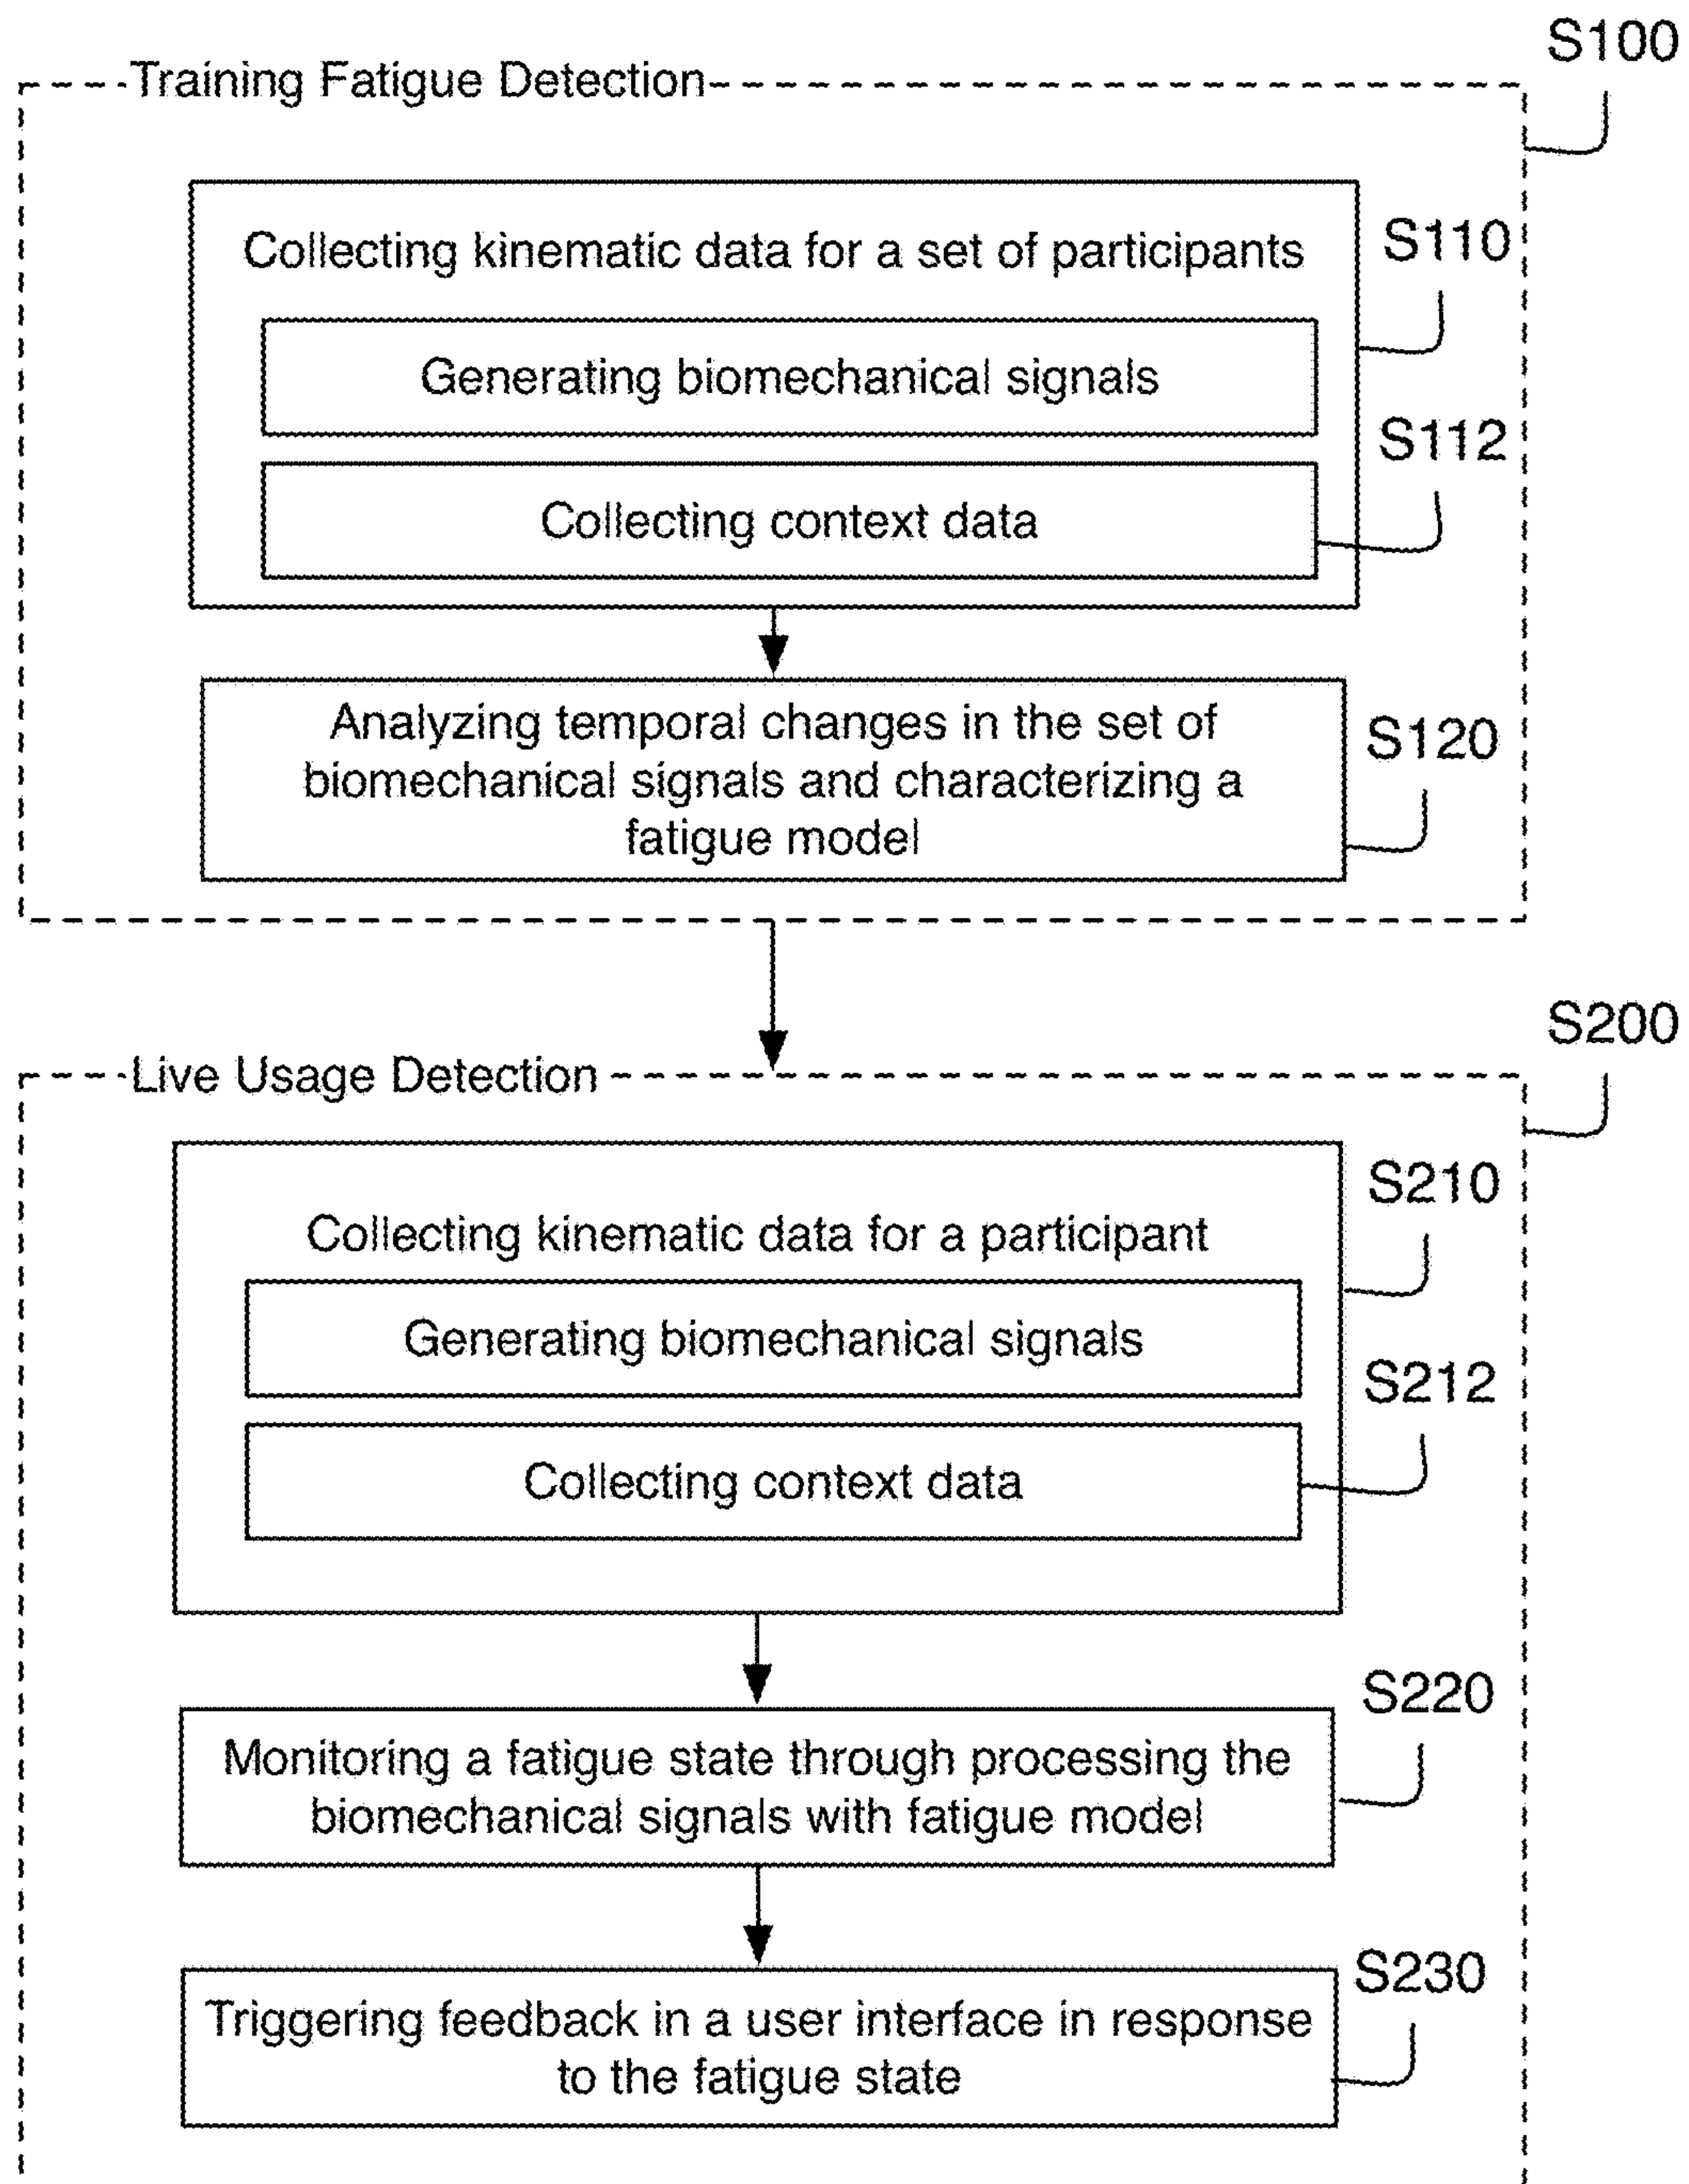 S100
Training Fatigue Detection
S110
Collecting kinematic data for a set of participants
Generating biomechanical signals
S112
Collecting context data
S120
Analyzing temporal changes in the set of
biomechanical signals and characterizing a
fatigue model
S200
Live Usage Detection
S210
Collecting kinematic data for a participant
Generating biomechanical signals
S212
Collecting context data
S220
Monitoring a fatigue state through processing the
biomechanical signals with fatigue model
S230
Triggering feedback in a user interface in response
to the fatigue state